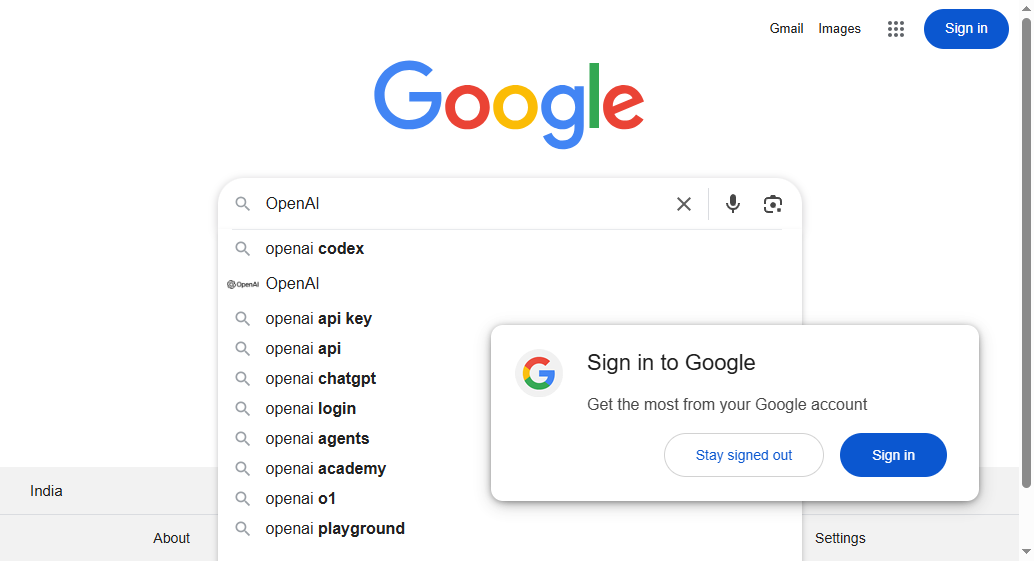 Gmail Images Sign in
Google
OpenAI
openai codex
OpenAI OpenAI
openai api key
openai api
openai chatgpt
openai login
openai agents
openai academy
openai o1
openai playground
Sign in to Google
Get the most from your Google account
Stay signed out Sign in
India
About Settings